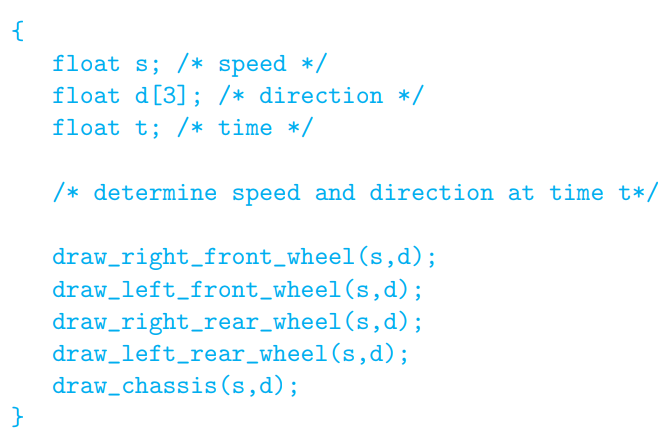 {
   float s; /* speed */
   float d[3]; /* direction */
   float t; /* time */

   /* determine speed and direction at time t*/

   draw_right_front_wheel(s,d);
   draw_left_front_wheel(s,d);
   draw_right_rear_wheel(s,d);
   draw_left_rear_wheel(s,d);
   draw_chassis(s,d);
}